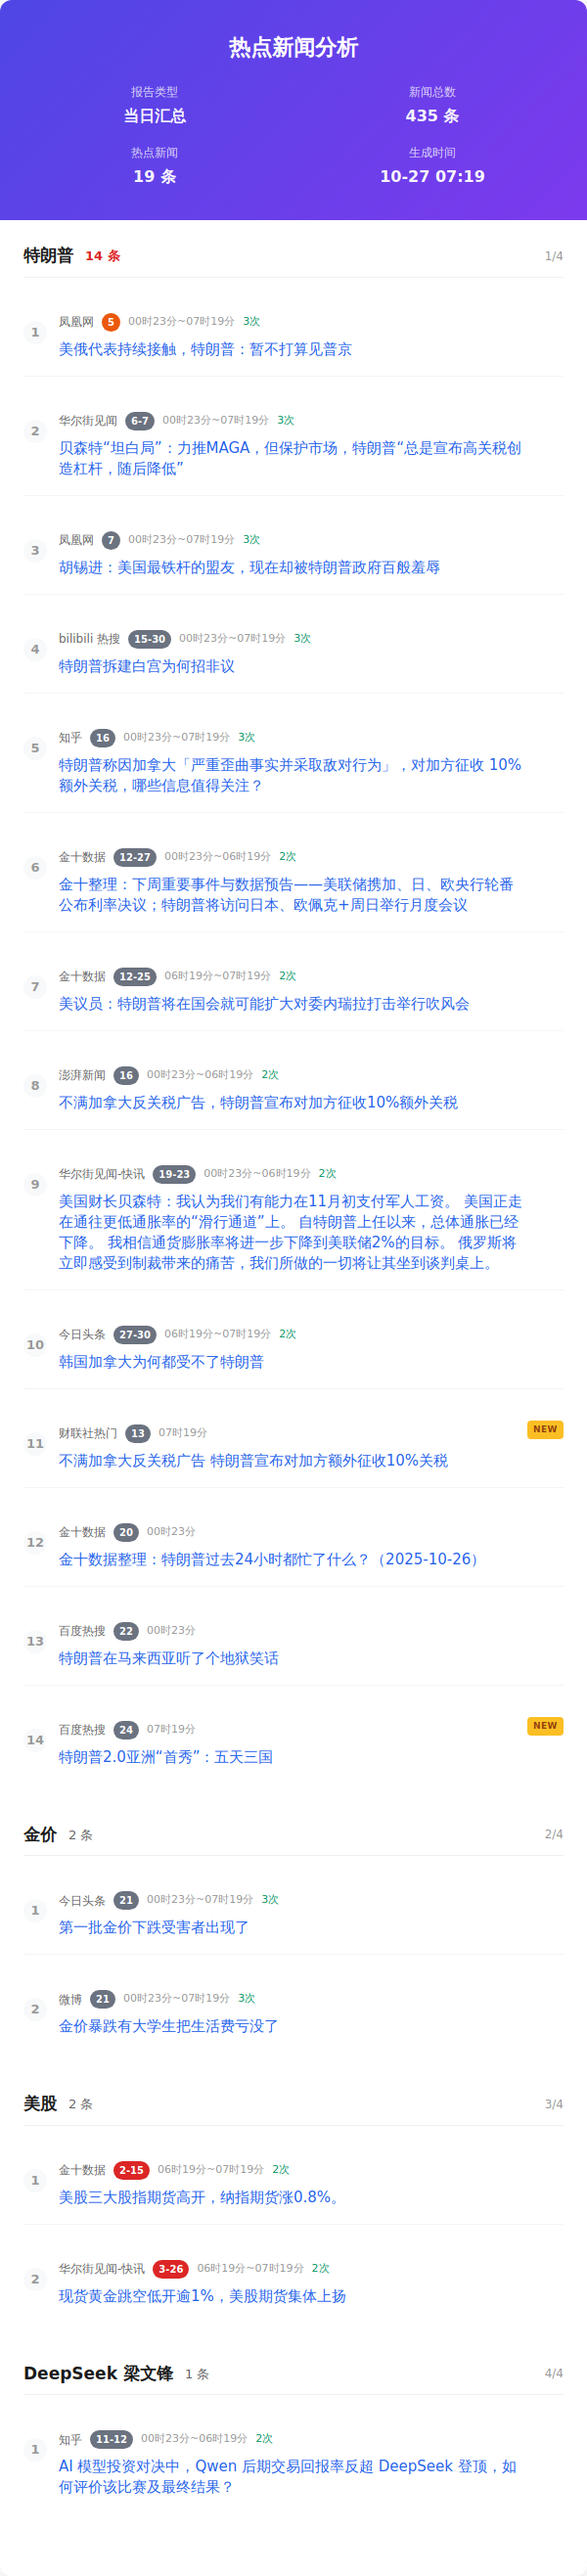 热点新闻分析
报告类型
当日汇总
新闻总数
435 条
热点新闻
19 条
生成时间
10-27 07:19
特朗普 14 条 1/4
1
凤凰网 5 00时23分~07时19分 3次
美俄代表持续接触，特朗普：暂不打算见普京
2
华尔街见闻 6-7 00时23分~07时19分 3次
贝森特“坦白局”：力推MAGA，但保护市场，特朗普“总是宣布高关税创
造杠杆，随后降低”
3
凤凰网 7 00时23分~07时19分 3次
胡锡进：美国最铁杆的盟友，现在却被特朗普政府百般羞辱
4
bilibili 热搜 15-30 00时23分~07时19分 3次
特朗普拆建白宫为何招非议
5
知乎 16 00时23分~07时19分 3次
特朗普称因加拿大「严重歪曲事实并采取敌对行为」，对加方征收 10%
额外关税，哪些信息值得关注？
6
金十数据 12-27 00时23分~06时19分 2次
金十整理：下周重要事件与数据预告——美联储携加、日、欧央行轮番
公布利率决议；特朗普将访问日本、欧佩克+周日举行月度会议
7
金十数据 12-25 06时19分~07时19分 2次
美议员：特朗普将在国会就可能扩大对委内瑞拉打击举行吹风会
8
澎湃新闻 16 00时23分~06时19分 2次
不满加拿大反关税广告，特朗普宣布对加方征收10%额外关税
9
华尔街见闻-快讯 19-23 00时23分~06时19分 2次
美国财长贝森特：我认为我们有能力在11月初支付军人工资。 美国正走
在通往更低通胀率的“滑行通道”上。 自特朗普上任以来，总体通胀已经
下降。 我相信通货膨胀率将进一步下降到美联储2%的目标。 俄罗斯将
立即感受到制裁带来的痛苦，我们所做的一切将让其坐到谈判桌上。
10
今日头条 27-30 06时19分~07时19分 2次
韩国加拿大为何都受不了特朗普
11
财联社热门 13 07时19分 NEW
不满加拿大反关税广告 特朗普宣布对加方额外征收10%关税
12
金十数据 20 00时23分
金十数据整理：特朗普过去24小时都忙了什么？（2025-10-26）
13
百度热搜 22 00时23分
特朗普在马来西亚听了个地狱笑话
14
百度热搜 24 07时19分 NEW
特朗普2.0亚洲“首秀”：五天三国
金价 2 条 2/4
1
今日头条 21 00时23分~07时19分 3次
第一批金价下跌受害者出现了
2
微博 21 00时23分~07时19分 3次
金价暴跌有大学生把生活费亏没了
美股 2 条 3/4
1
金十数据 2-15 06时19分~07时19分 2次
美股三大股指期货高开，纳指期货涨0.8%。
2
华尔街见闻-快讯 3-26 06时19分~07时19分 2次
现货黄金跳空低开逾1%，美股期货集体上扬
DeepSeek 梁文锋 1 条 4/4
1
知乎 11-12 00时23分~06时19分 2次
AI 模型投资对决中，Qwen 后期交易回报率反超 DeepSeek 登顶，如
何评价该比赛及最终结果？